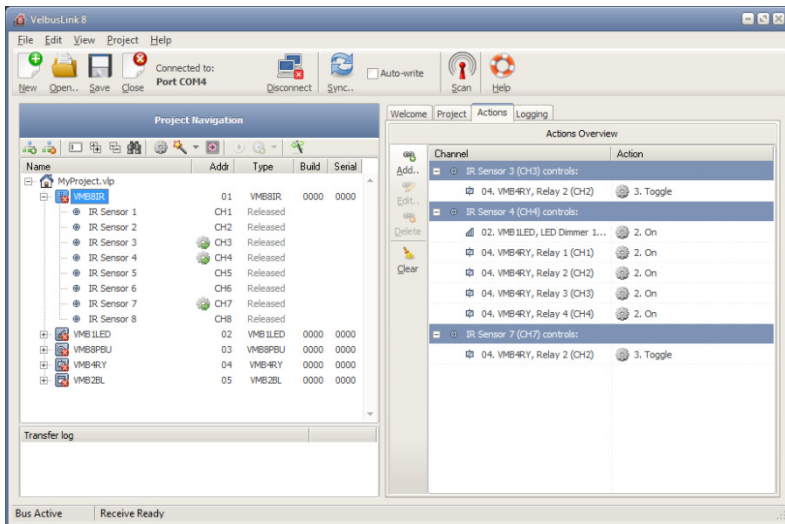 VelbusLink 8
File Edit View Project Help
Connected to:
Port COM4
Auto-write
New Open.. Save Close Disconnect Sync.. Scan Help
Project Navigation
Name Addr Type Build Serial
MyProject.vlp
VMB8IR 01 VMB8IR 0000 0000
IR Sensor 1 CH1 Released
IR Sensor 2 CH2 Released
IR Sensor 3 CH3 Released
IR Sensor 4 CH4 Released
IR Sensor 5 CH5 Released
IR Sensor 6 CH6 Released
IR Sensor 7 CH7 Released
IR Sensor 8 CH8 Released
VMB1LED 02 VMB1LED 0000 0000
VMB8PBU 03 VMB8PBU 0000 0000
VMB4RY 04 VMB4RY 0000 0000
VMB2BL 05 VMB2BL 0000 0000
Transfer log
Welcome Project Actions Logging
Actions Overview
Add..
Edit..
Delete
Clear
Channel Action
IR Sensor 3 (CH3) controls:
04. VMB4RY, Relay 2 (CH2) 3. Toggle
IR Sensor 4 (CH4) controls:
02. VMB1LED, LED Dimmer 1... 2. On
04. VMB4RY, Relay 1 (CH1) 2. On
04. VMB4RY, Relay 2 (CH2) 2. On
04. VMB4RY, Relay 3 (CH3) 2. On
04. VMB4RY, Relay 4 (CH4) 2. On
IR Sensor 7 (CH7) controls:
04. VMB4RY, Relay 2 (CH2) 3. Toggle
Bus Active Receive Ready